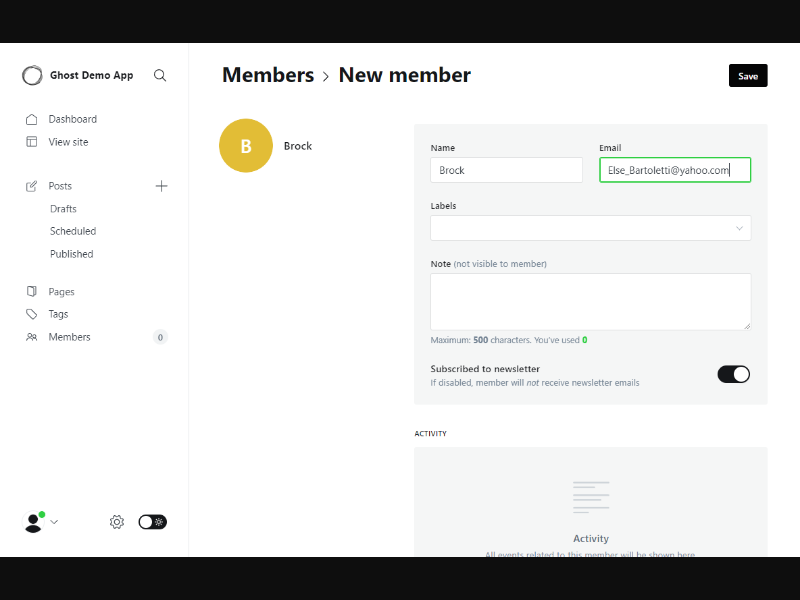 Ghost Demo App
Members > New member
Save
Dashboard
View site
Posts
Drafts
Scheduled
Published
Pages
Tags
Members
0
B
Brock
Name
Email
Brock
Else_Bartoletti@yahoo.com
Labels
Note (not visible to member)
Maximum: 500 characters. You've used 0
Subscribed to newsletter
If disabled, member will not receive newsletter emails
ACTIVITY
Activity
All events related to this member will be shown here